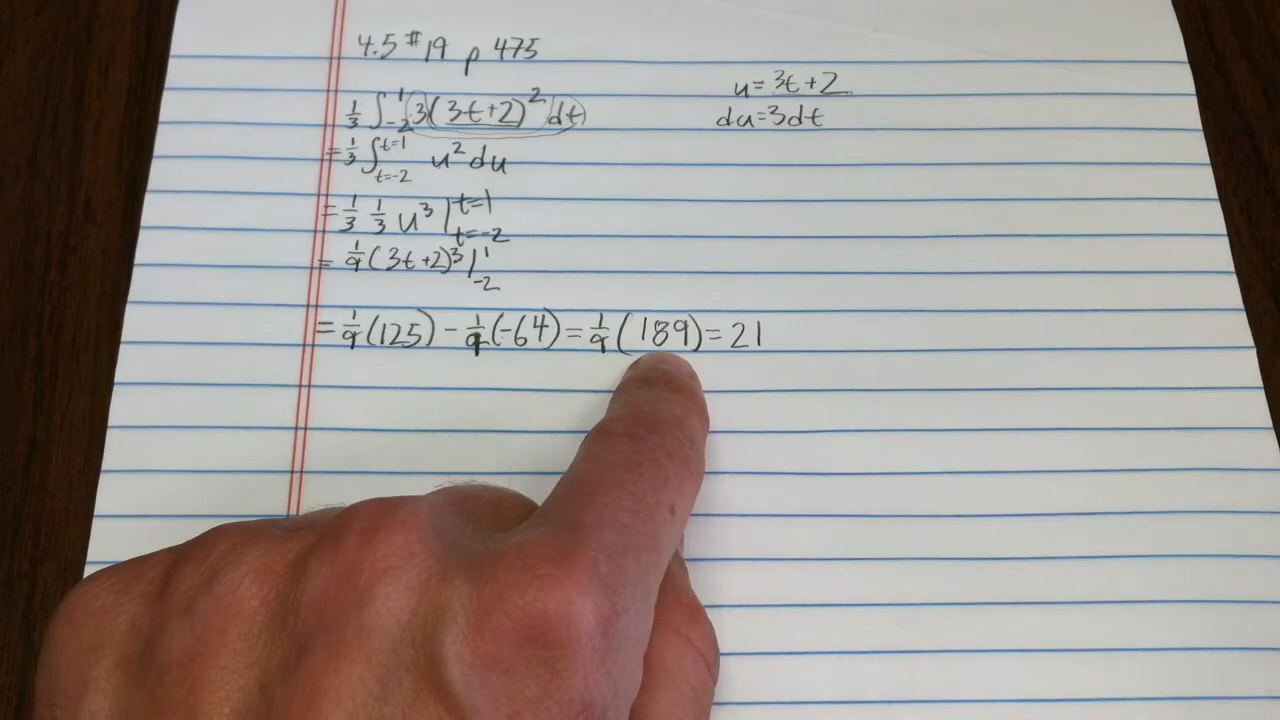 4.5 #19 p 475
1/3 ∫_{-2}^{1} 3(3t+2)^2 dt
u=3t+2
du=3dt
=1/3 ∫_{t=-2}^{t=1} u^2 du
=1/3 1/3 u^3 |_{t=-2}^{t=1}
= 1/9 (3t+2)^3 |_{-2}^{1}
= 1/9 (125) - 1/9 (-64) = 1/9 (189) = 21